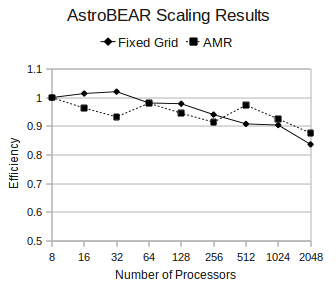 AstroBEAR Scaling Results
Fixed Grid AMR
1.1
1
0.9
0.8
0.7
0.6
0.5
Efficiency
8 16 32 64 128 256 512 1024 2048
Number of Processors